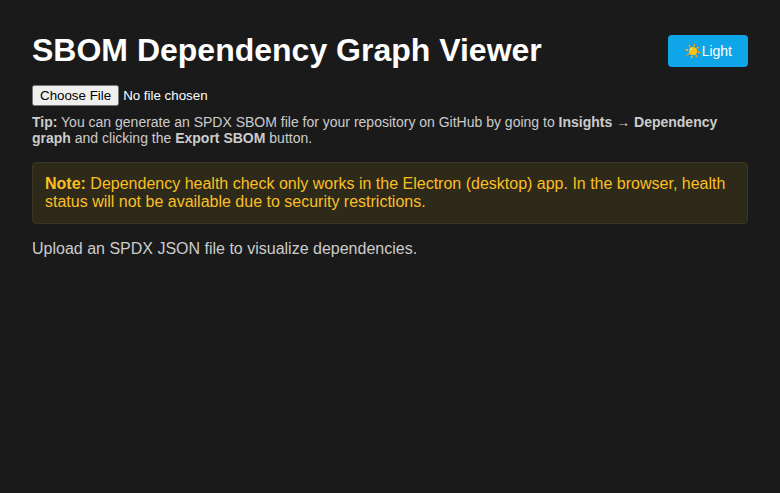 SBOM Dependency Graph Viewer
☀️Light
Choose File No file chosen
Tip: You can generate an SPDX SBOM file for your repository on GitHub by going to Insights → Dependency
graph and clicking the Export SBOM button.
Note: Dependency health check only works in the Electron (desktop) app. In the browser, health
status will not be available due to security restrictions.
Upload an SPDX JSON file to visualize dependencies.